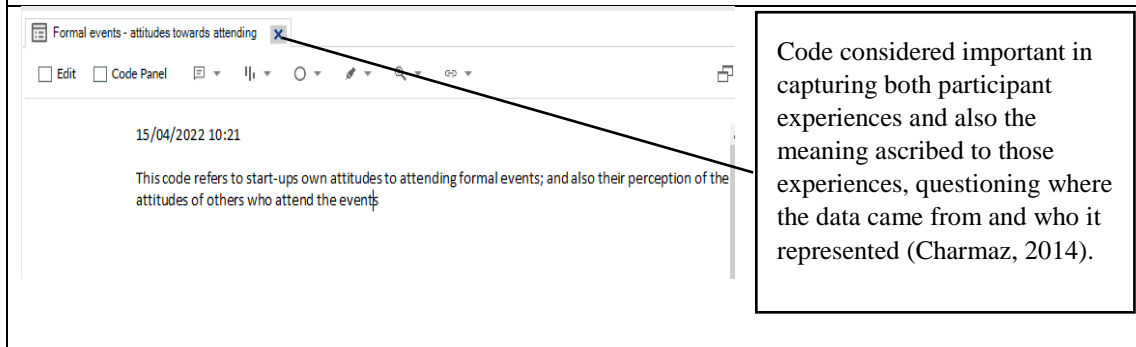 Formal events - attitudes towards attending
Edit Code Panel
15/04/2022 10:21
This code refers to start-ups own attitudes to attending formal events; and also their perception of the
attitudes of others who attend the events
Code considered important in
capturing both participant
experiences and also the
meaning ascribed to those
experiences, questioning where
the data came from and who it
represented (Charmaz, 2014).